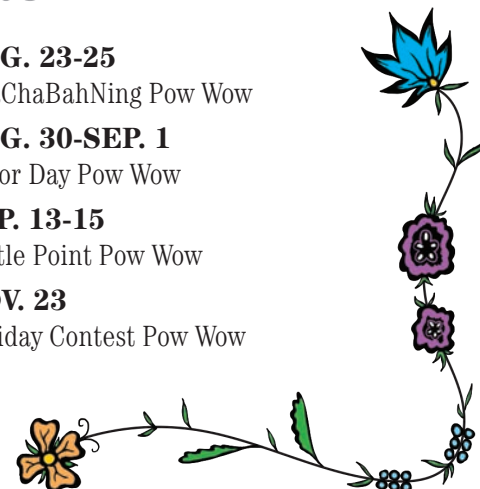 G. 23-25
ChaBahNing Pow Wow
G. 30-SEP. 1
or Day Pow Wow
P. 13-15
tle Point Pow Wow
V. 23
iday Contest Pow Wow